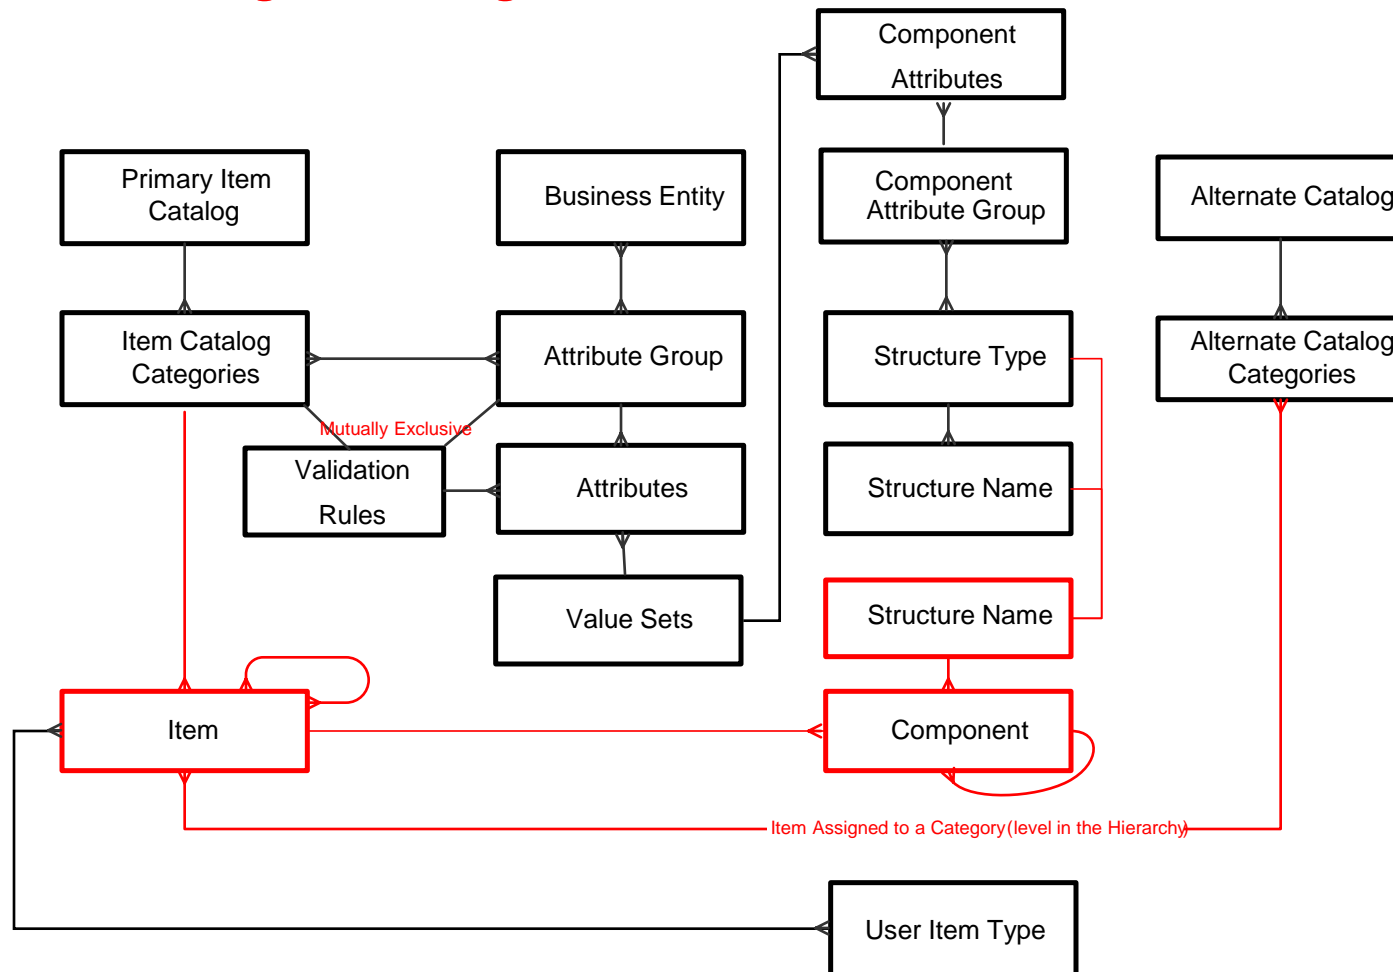 Component
Attributes
Primary Item
Catalog
Business Entity
Component
Attribute Group
Alternate Catalog
Item Catalog
Categories
Attribute Group
Structure Type
Alternate Catalog
Categories
Mutually Exclusive
Validation
Rules
Attributes
Structure Name
Value Sets
Structure Name
Item
Component
Item Assigned to a Category(level in the Hierarchy)
User Item Type